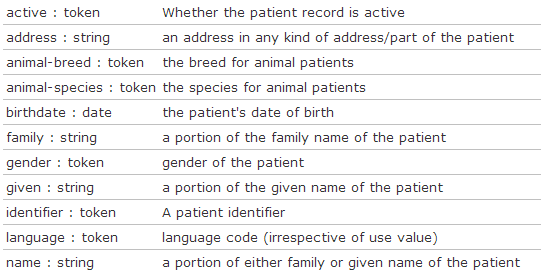 active : token Whether the patient record is active
address : string an address in any kind of address/part of the patient
animal-breed : token the breed for animal patients
animal-species : token the species for animal patients
birthdate : date the patient's date of birth
family : string a portion of the family name of the patient
gender : token gender of the patient
given : string a portion of the given name of the patient
identifier : token A patient identifier
language : token language code (irrespective of use value)
name : string a portion of either family or given name of the patient